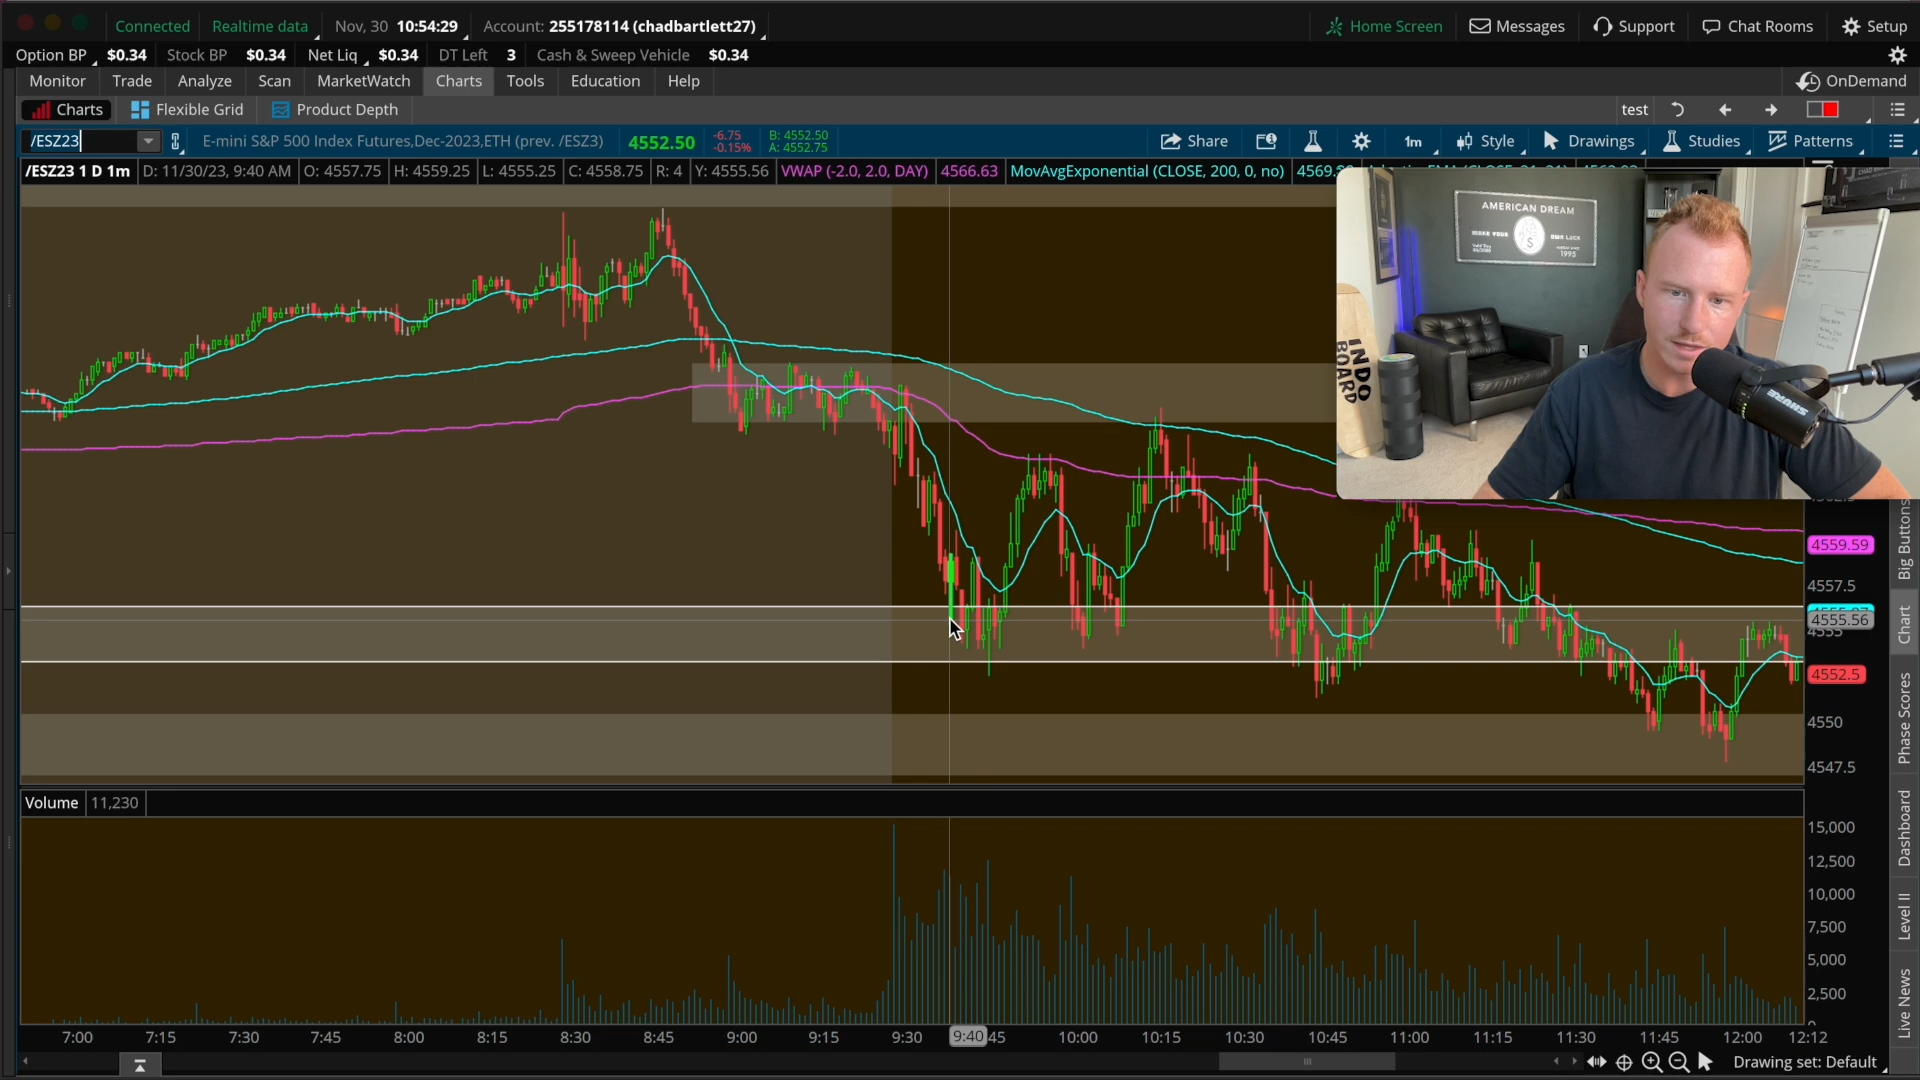 Connected Realtime data Nov, 30 10:54:29 Account: 255178114 (chadbartlett27) Home Screen Messages Support Chat Rooms Setup
Option BP $0.34 Stock BP $0.34 Net Liq $0.34 DT Left 3 Cash & Sweep Vehicle $0.34
Monitor Trade Analyze Scan MarketWatch Charts Tools Education Help OnDemand
Charts Flexible Grid Product Depth test
/ESZ23 E-mini S&P 500 Index Futures,Dec-2023,ETH (prev. /ESZ3) 4552.50 -6.75 -0.15% B: 4552.50 A: 4552.75 Share 1m Style Drawings Studies Patterns
/ESZ23 1 D 1m D: 11/30/23, 9:40 AM O: 4557.75 H: 4559.25 L: 4555.25 C: 4558.75 R: 4 Y: 4555.56 VWAP (-2.0, 2.0, DAY) 4566.63 MovAvgExponential (CLOSE, 200, 0, no)
AMERICAN DREAM
MAKE YOUR OWN LUCK
1995
INDO
BOARD
SHURE
4559.59
4557.5
4555.56
4555
4552.5
4550
4547.5
Big Buttons
Chart
Phase Scores
Dashboard
Level II
Live News
Volume 11,230
15,000
12,500
10,000
7,500
5,000
2,500
7:00 7:15 7:30 7:45 8:00 8:15 8:30 8:45 9:00 9:15 9:30 9:40 45 10:00 10:15 10:30 10:45 11:00 11:15 11:30 11:45 12:00 12:12
Drawing set: Default